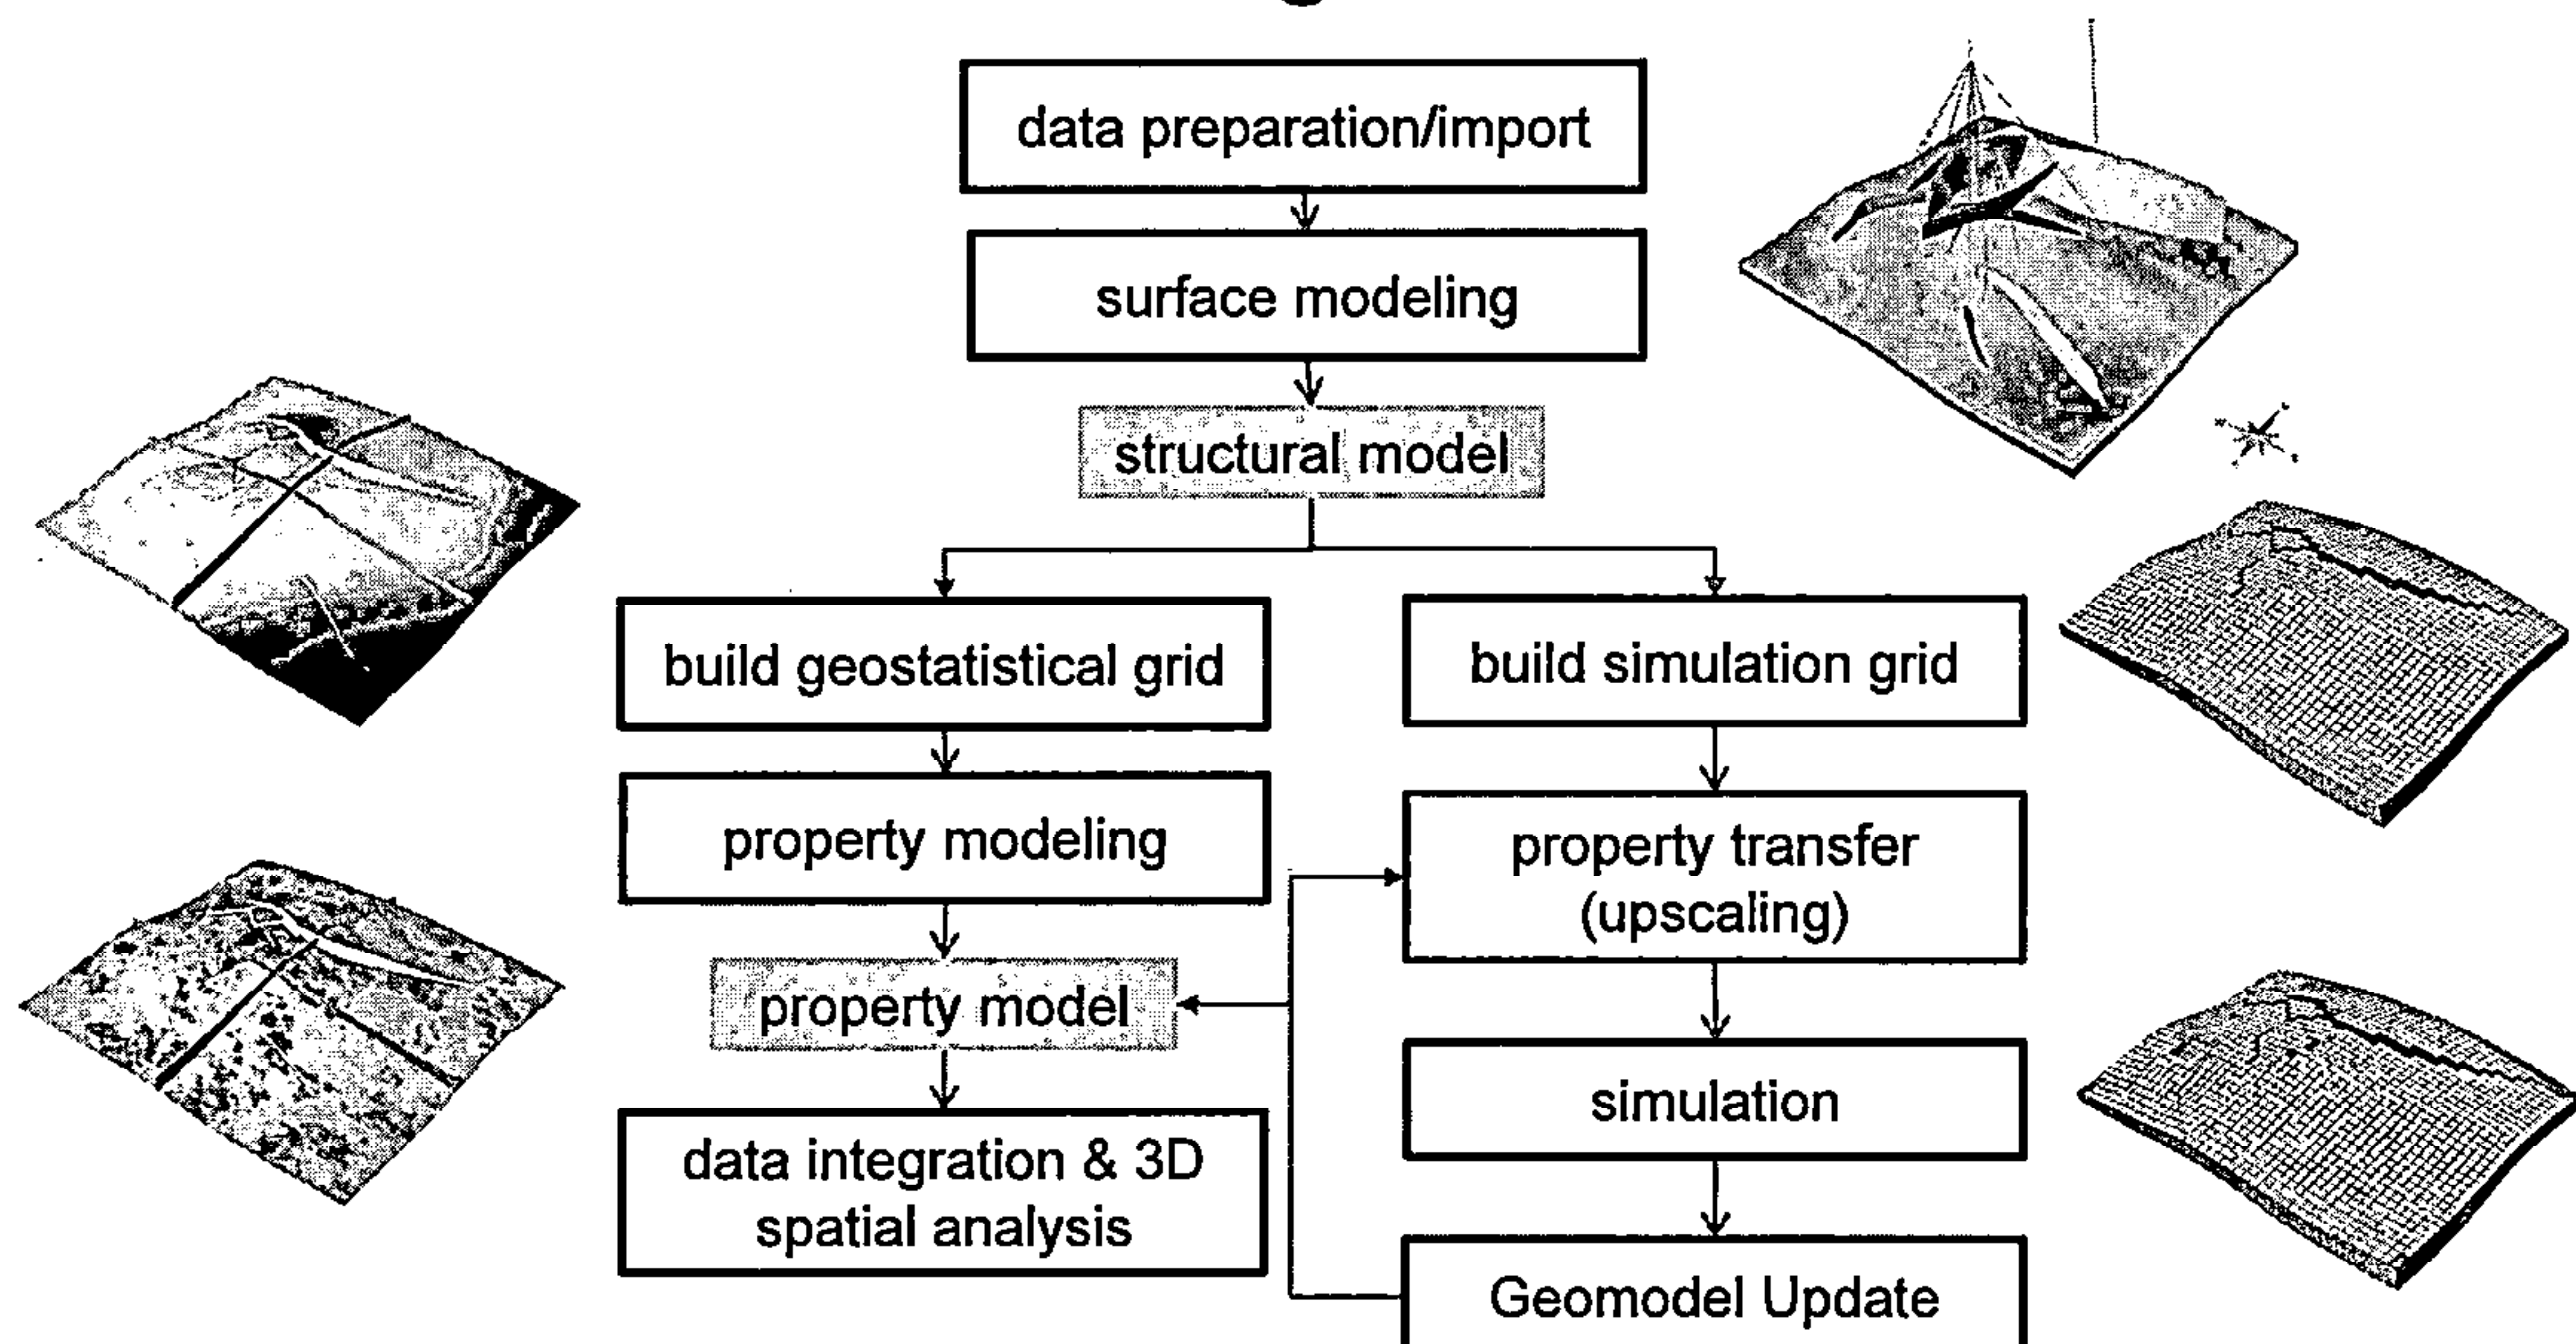 data preparation/import
surface modeling
structural model
build geostatistical grid
build simulation grid
property modeling
property transfer
(upscaling)
property model
simulation
data integration & 3D
spatial analysis
Geomodel Update